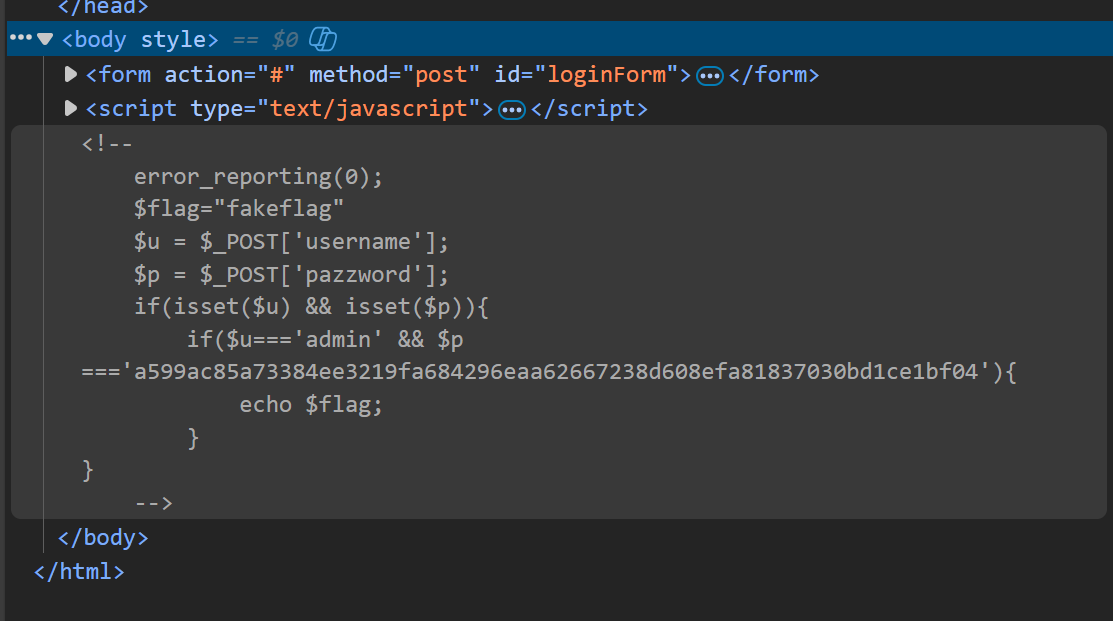 </head>
<body style> == $0
<form action="#" method="post" id="loginForm"> </form>
<script type="text/javascript"> </script>
<!--
error_reporting(0);
$flag="fakeflag"
$u = $_POST['username'];
$p = $_POST['pazzword'];
if(isset($u) && isset($p)){
if($u==='admin' && $p
==='a599ac85a73384ee3219fa684296eaa62667238d608efa81837030bd1ce1bf04'){
echo $flag;
}
}
-->
</body>
</html>